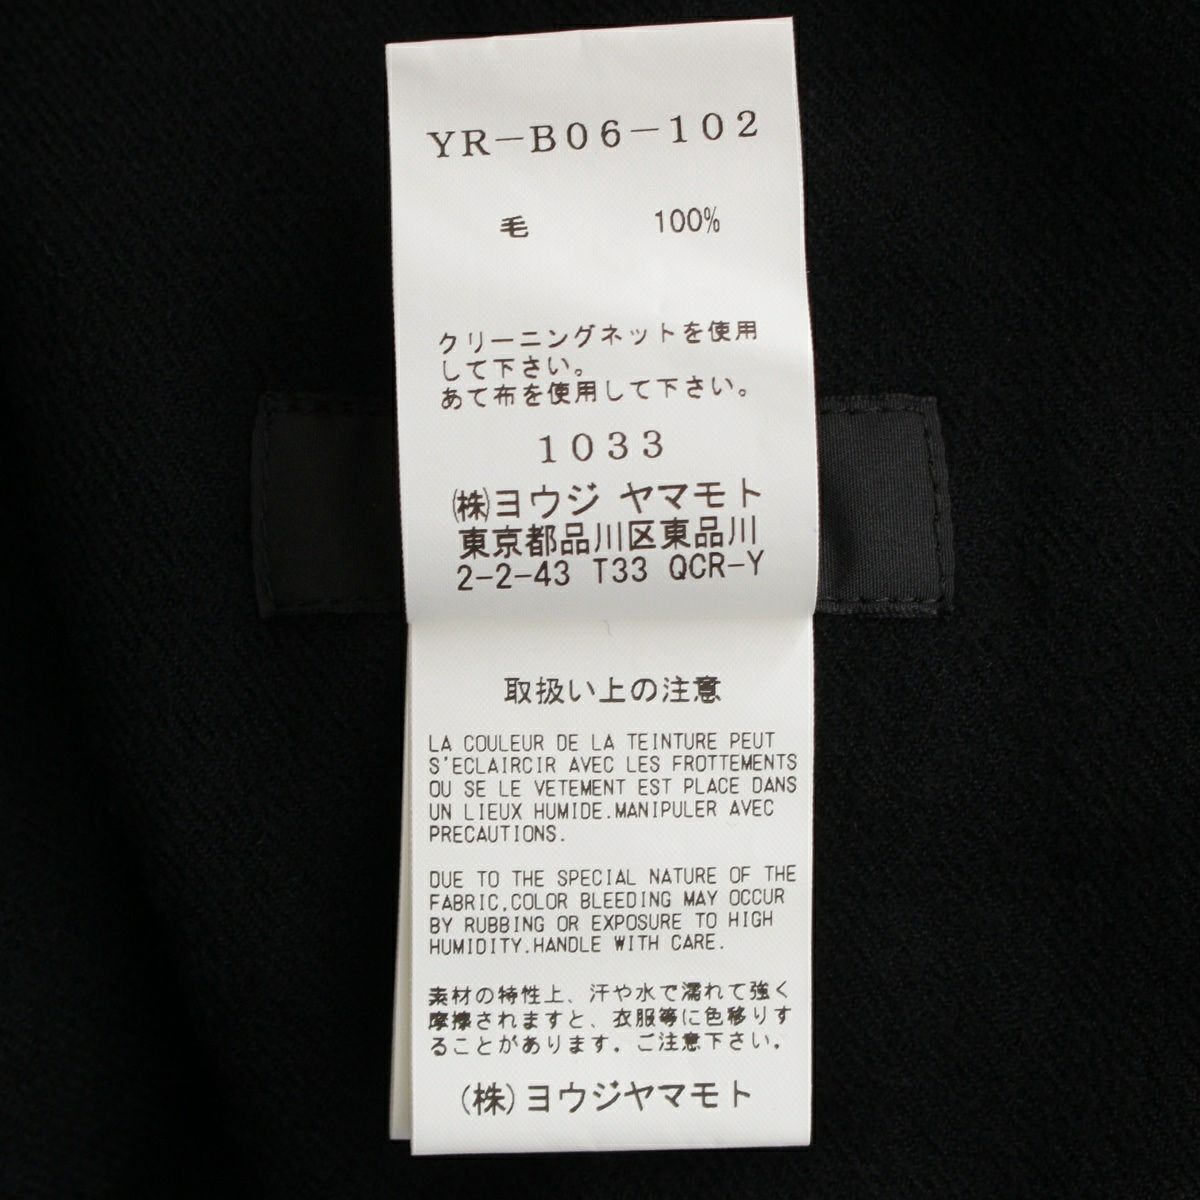 YR-B06-102
毛 100%
クリーニングネットを使用
して下さい。
あて布を使用して下さい。
1033
㈱ヨウジ ヤマモト
東京都品川区東品川
2-2-43 T33 QCR-Y
取扱い上の注意
LA COULEUR DE LA TEINTURE PEUT
S'ECLAIRCIR AVEC LES FROTTEMENTS
OU SE LE VETEMENT EST PLACE DANS
UN LIEUX HUMIDE.MANIPULER AVEC
PRECAUTIONS.
DUE TO THE SPECIAL NATURE OF THE
FABRIC,COLOR BLEEDING MAY OCCUR
BY RUBBING OR EXPOSURE TO HIGH
HUMIDITY.HANDLE WITH CARE.
素材の特性上、汗や水で濡れて強く
摩擦されますと、衣服等に色移りす
ることがあります。ご注意下さい。
(株)ヨウジヤマモト